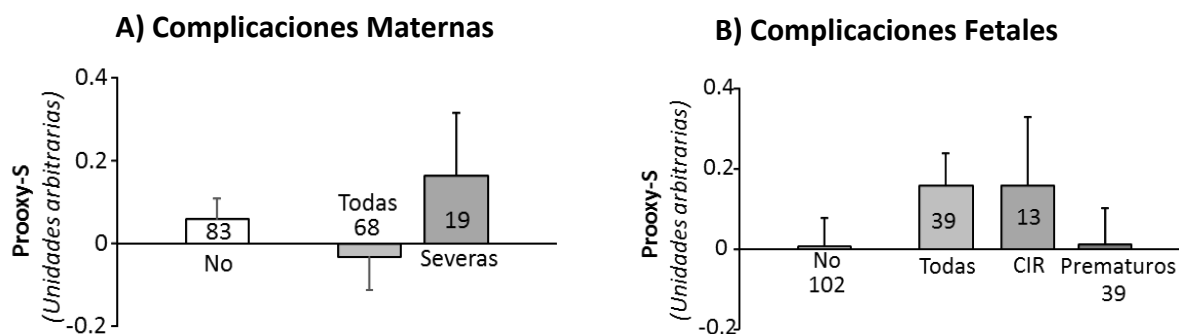 A) Complicaciones Maternas
Prooxy-S
(Unidades arbitrarias)
0.4
0.2
0
-0.2
83
No
Todas
68
19
Severas
B) Complicaciones Fetales
Prooxy-S
(Unidades arbitrarias)
0.4
0.2
0
-0.2
No
102
39
Todas
13
CIR
Prematuros
39